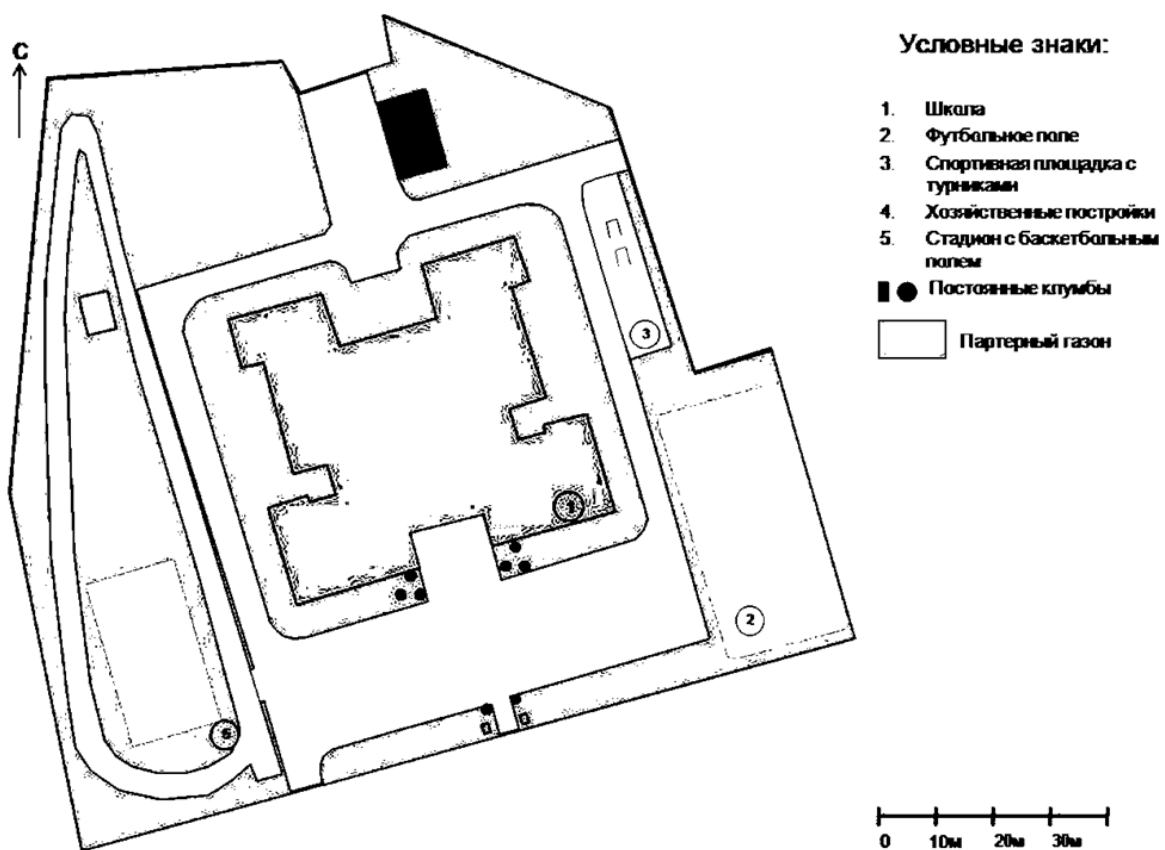 С
Условные знаки:
1. Школа
2. Футбольное поле
3. Спортивная площадка с
турниками
4. Хозяйственные постройки
5. Стадион с баскетбольным
полем
Постоянные клумбы
Партерный газон
3
1
2
5
0 10м 20м 30м